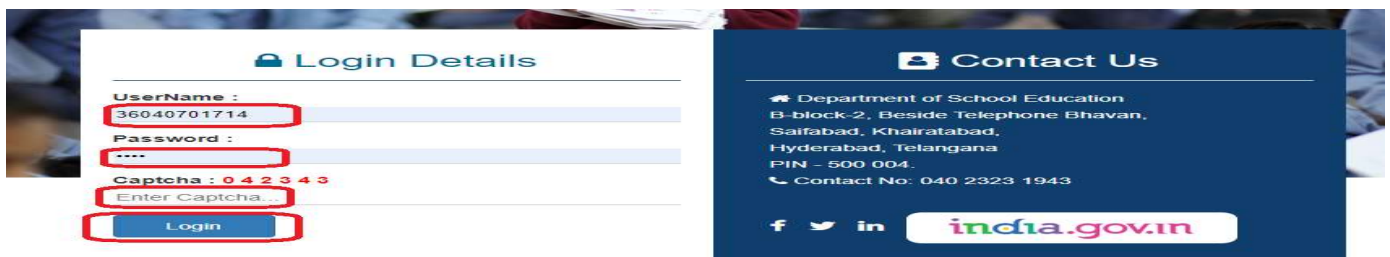 Login Details
UserName :
36040701714
Password :
••••
Captcha : 0 4 2 3 4 3
Enter Captcha...
Login
Contact Us
Department of School Education
B-block-2, Beside Telephone Bhavan,
Saifabad, Khairatabad,
Hyderabad, Telangana
PIN - 500 004.
Contact No: 040 2323 1943
f in india.gov.in